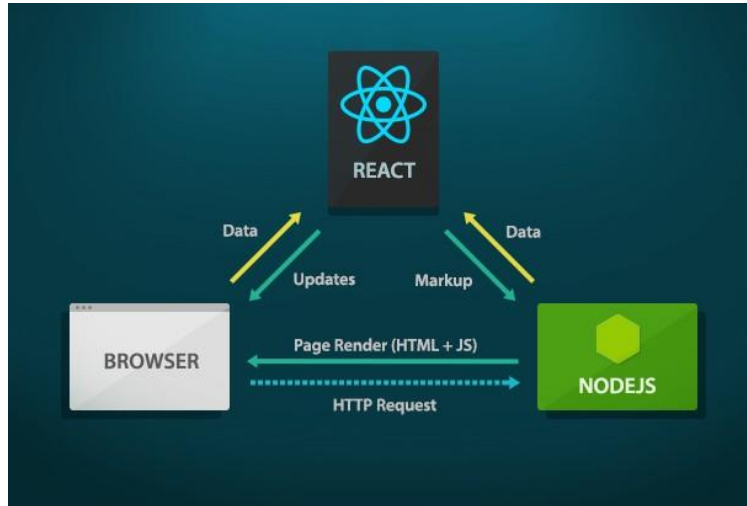 REACT
Data
Data
Updates
Markup
BROWSER
Page Render (HTML + JS)
HTTP Request
NODEJS